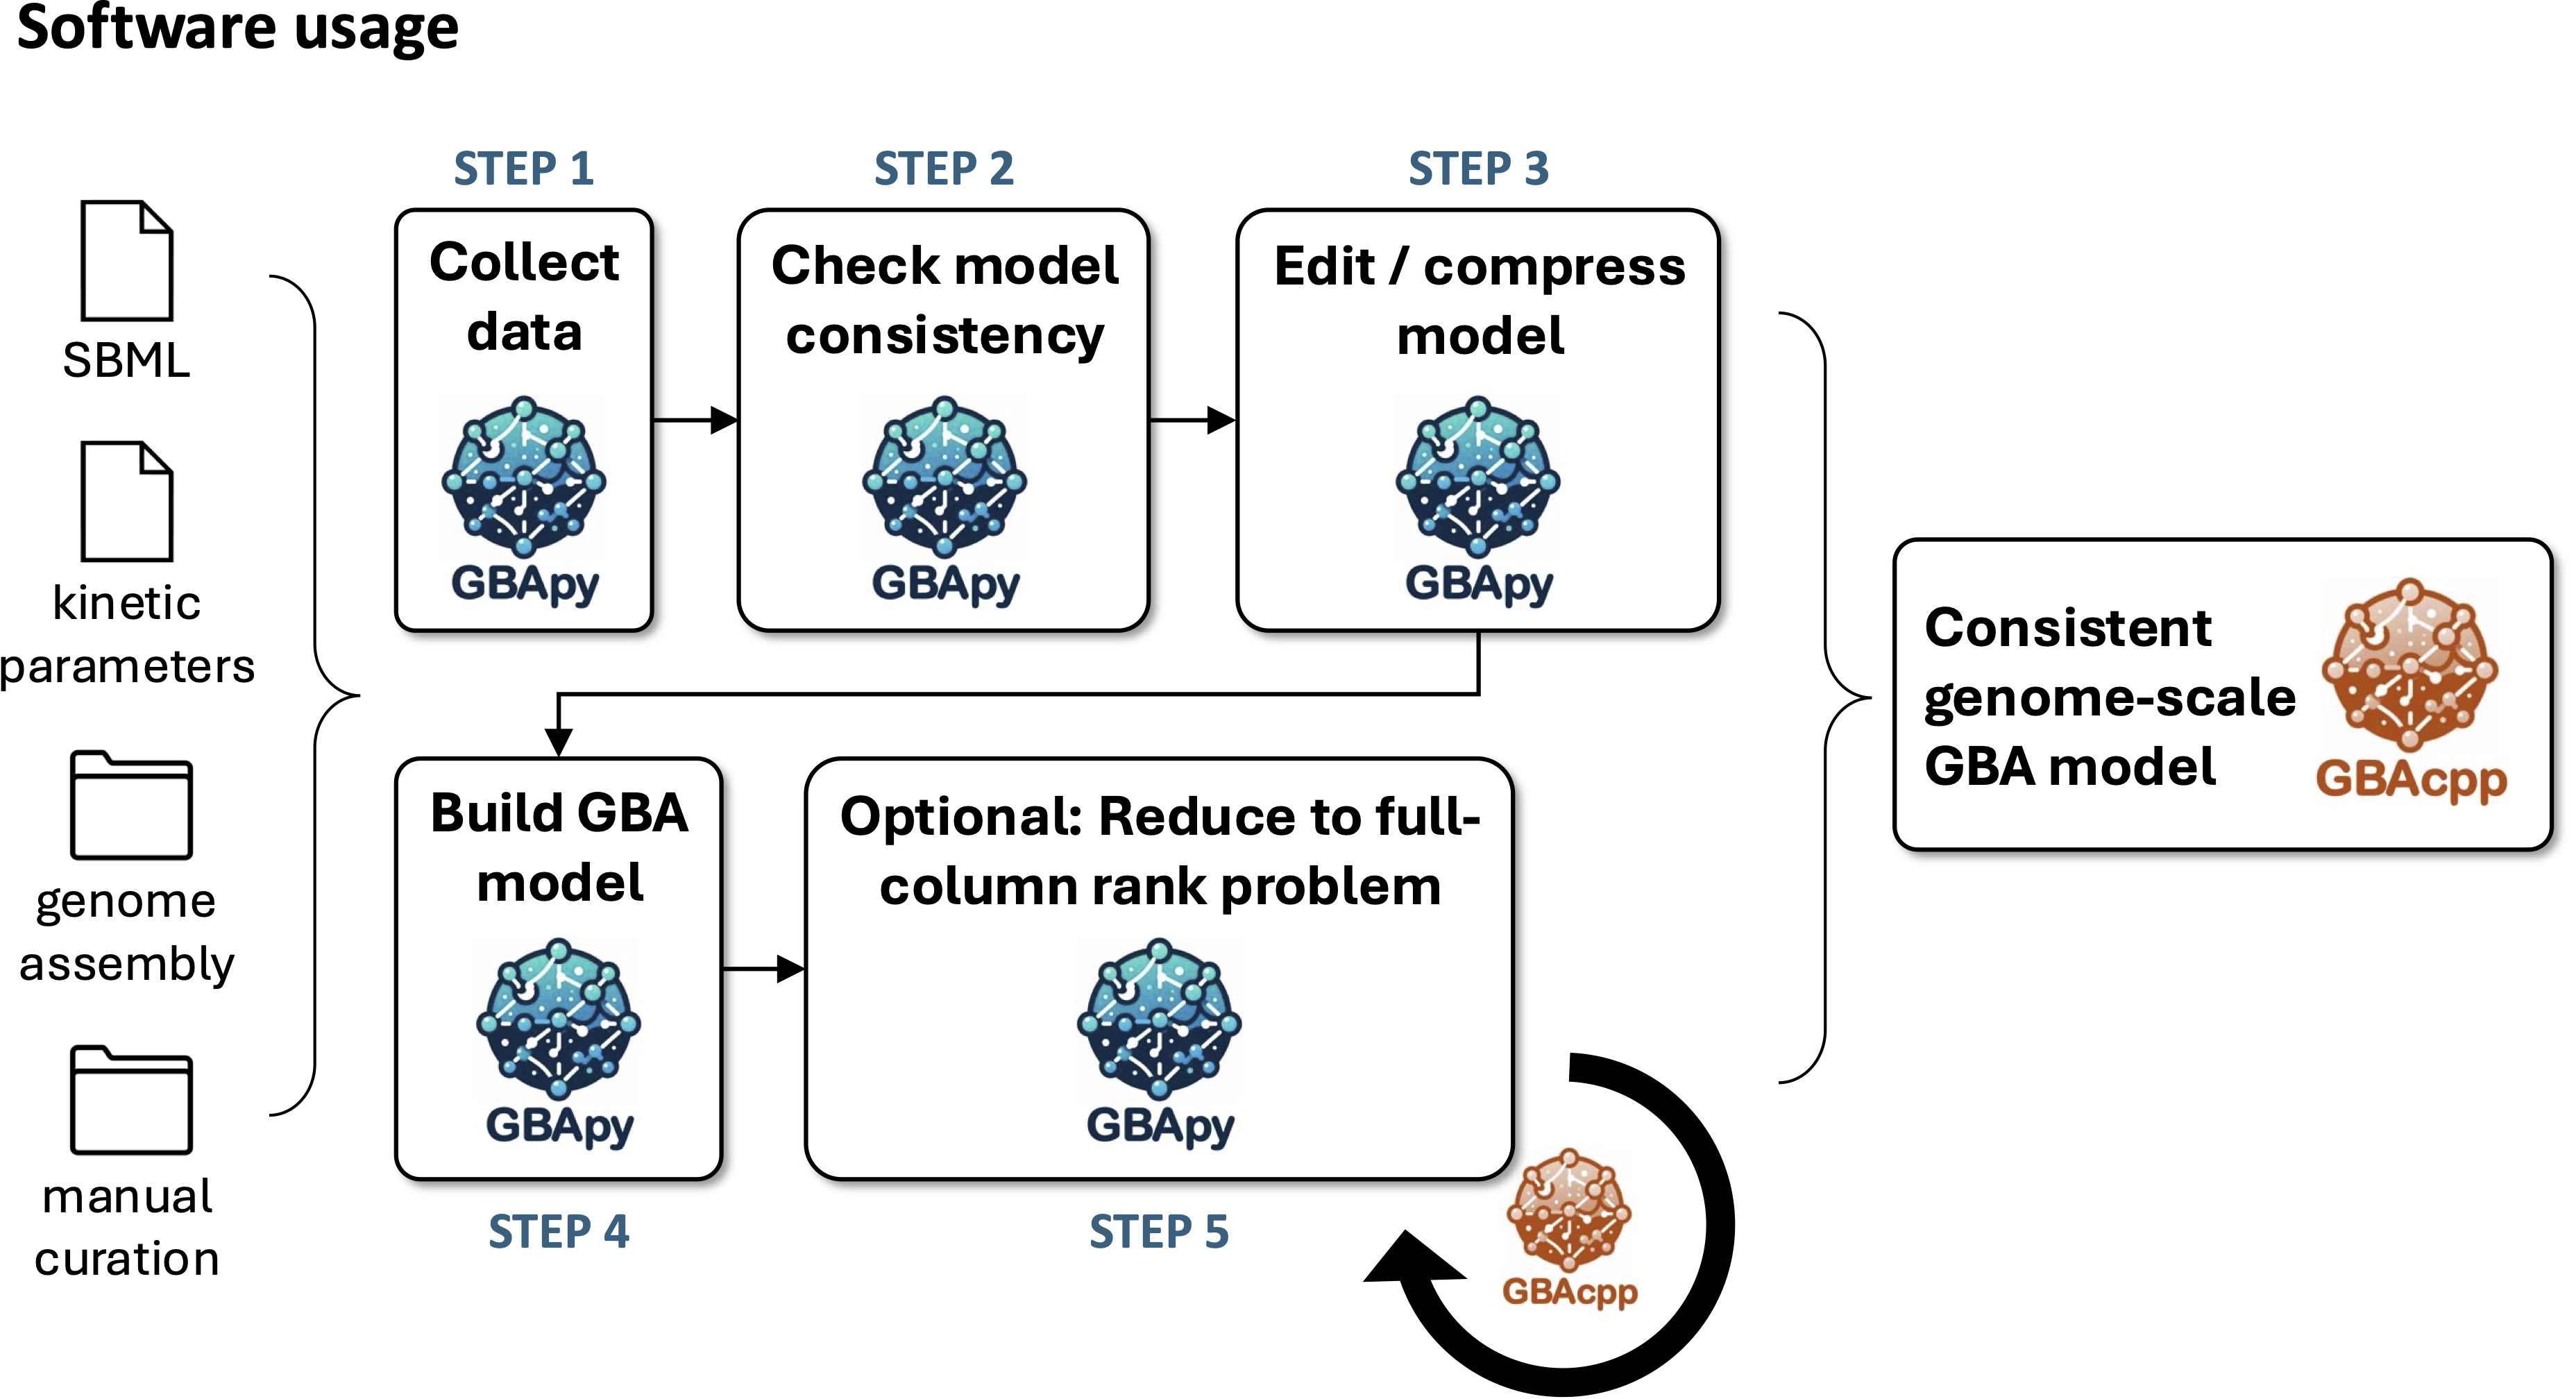 Software usage
SBML
kinetic
parameters
genome
assembly
manual
curation
STEP 1
Collect
data
GBApy
STEP 2
Check model
consistency
GBApy
STEP 3
Edit / compress
model
GBApy
Build GBA
model
GBApy
STEP 4
Optional: Reduce to full-
column rank problem
GBApy
STEP 5
GBAcpp
Consistent
genome-scale
GBA model
GBAcpp